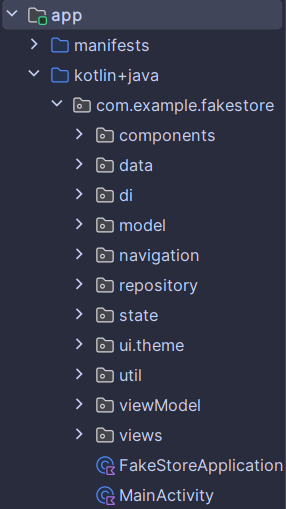 app
manifests
kotlin+java
com.example.fakestore
components
data
di
model
navigation
repository
state
ui.theme
util
viewModel
views
FakeStoreApplication
MainActivity